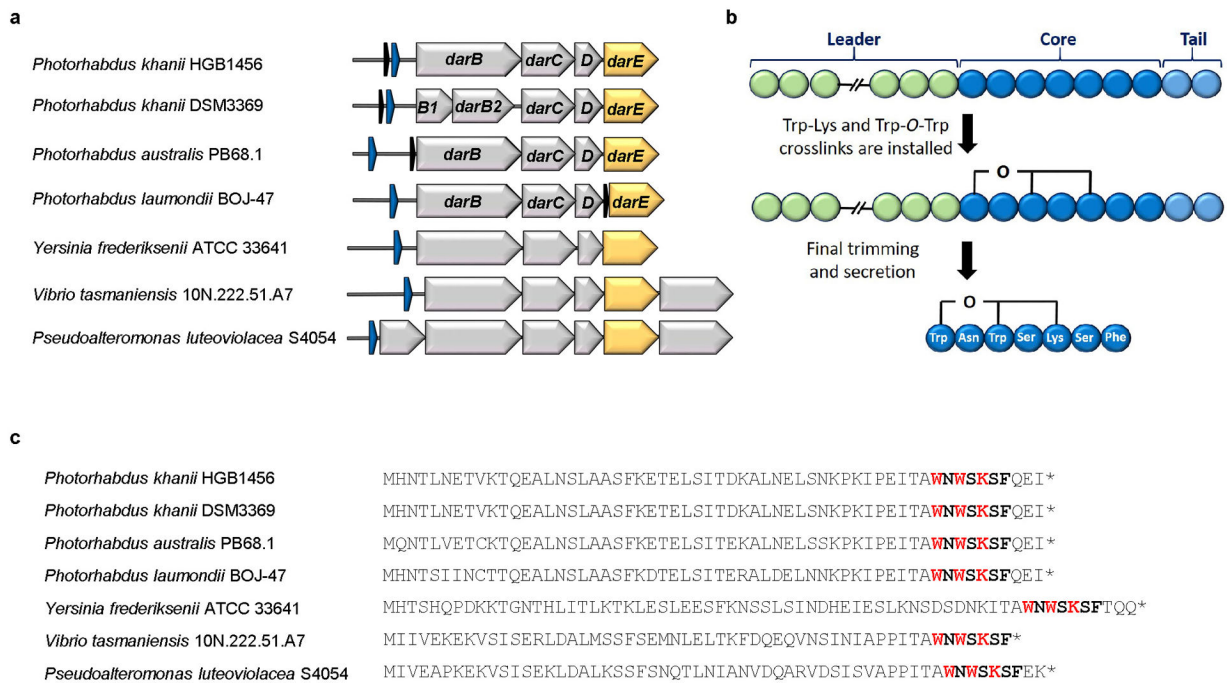 a
Photorhabdus khanii HGB1456 darB darC D darE
Photorhabdus khanii DSM3369 B1 darB2 darC D darE
Photorhabdus australis PB68.1 darB darC D darE
Photorhabdus laumondii BOJ-47 darB darC D darE
Yersinia frederiksenii ATCC 33641
Vibrio tasmaniensis 10N.222.51.A7
Pseudoalteromonas luteoviolacea S4054
b
Leader Core Tail
Trp-Lys and Trp-O-Trp
crosslinks are installed
O
Final trimming
and secretion
O
Trp Asn Trp Ser Lys Ser Phe
c
Photorhabdus khanii HGB1456 MHNTLNETVKTQEALNSLAASFKETELSITDKALNELSNKPKIPEITAWNWSKSFQEI*
Photorhabdus khanii DSM3369 MHNTLNETVKTQEALNSLAASFKETELSITDKALNELSNKPKIPEITAWNWSKSFQEI*
Photorhabdus australis PB68.1 MQNTLVETCKTQEALNSLAASFKETELSITEKALNELSSKPKIPEITAWNWSKSFQEI*
Photorhabdus laumondii BOJ-47 MHNTSIINCTTQEALNSLAASFKDTELSITERALDELNNKPKIPEITAWNWSKSFQEI*
Yersinia frederiksenii ATCC 33641 MHTSHQPDKKTGNTHLITLKTKLESLEESFKNSSLSINDHEIESLKNSDSDNKITAWNWSKSFTQQ*
Vibrio tasmaniensis 10N.222.51.A7 MIIVEKEKVSISERLDALMSSFSEMNLELTKFDQEQVNSINIAPPITAWNWSKSF*
Pseudoalteromonas luteoviolacea S4054 MIVEAPKEKVSISEKLDALKSSFSNQTLNIANVDQARVDSISVAPPITAWNWSKSFEK*